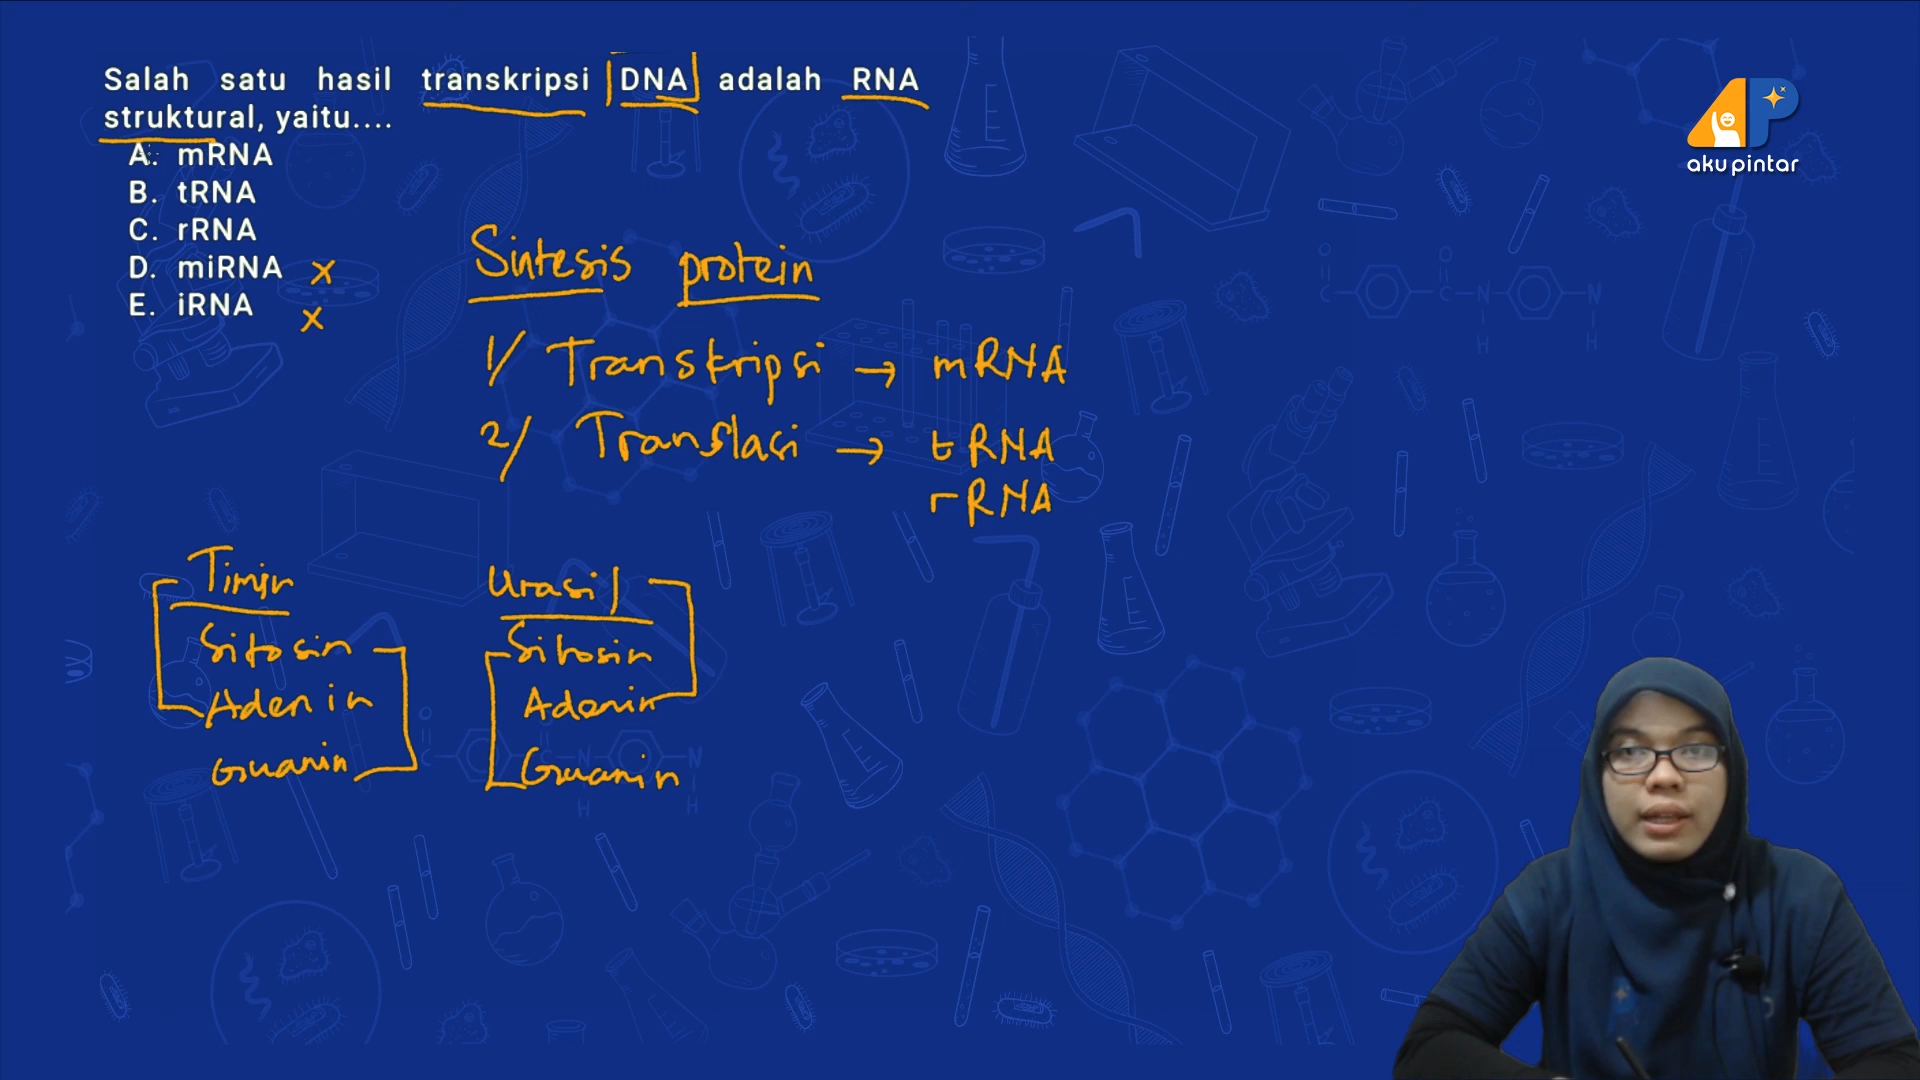 Salah satu hasil transkripsi DNA adalah RNA
struktural, yaitu....
A. mRNA
B. tRNA
C. rRNA
D. miRNA x
E. iRNA x
aku pintar
Sintesis protein
1/ Transkripsi → mRNA
2/ Translasi → tRNA
rRNA
Timin
Sitosin
Adenin
Guanin
Urasil
Sitosin
Adenin
Guanin